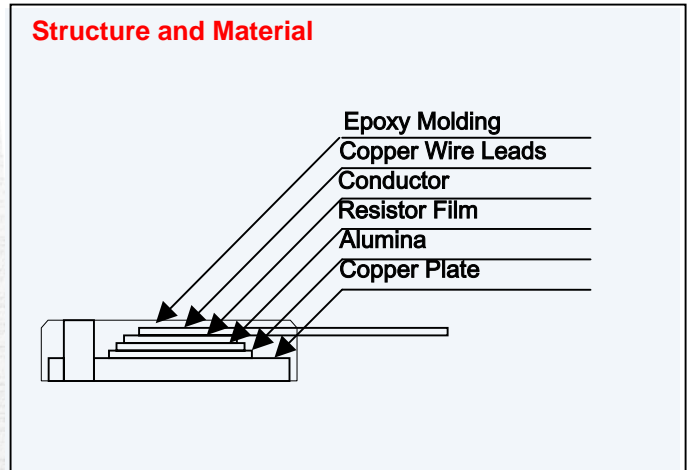 Structure and Material
Epoxy Molding
Copper Wire Leads
Conductor
Resistor Film
Alumina
Copper Plate